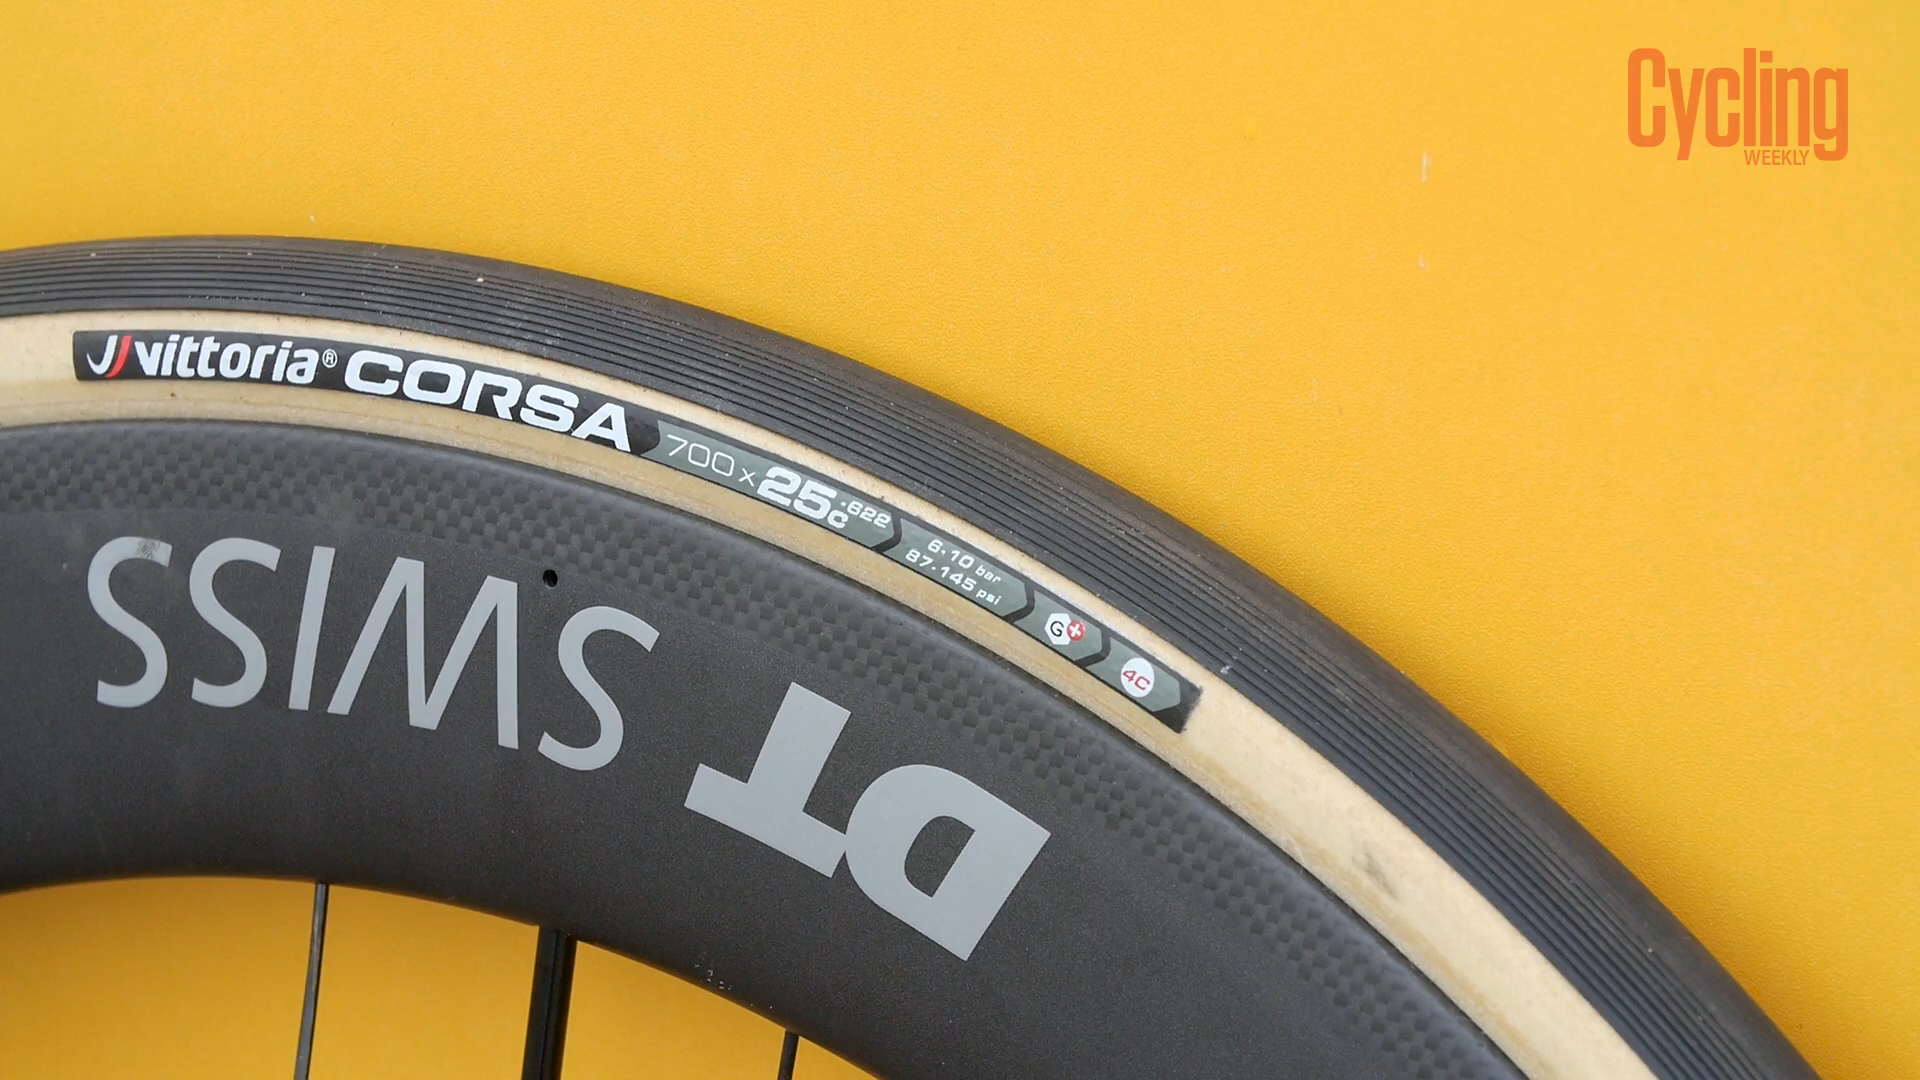 Cycling
WEEKLY
vittoria® CORSA 700 x 25c .622
6.10 bar
87.145 psi
G+
4C
DT SWISS